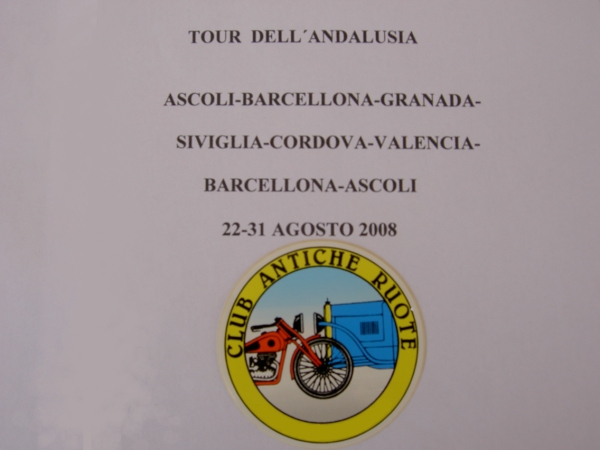 TOUR DELL´ANDALUSIA
ASCOLI-BARCELLONA-GRANADA-
SIVIGLIA-CORDOVA-VALENCIA-
BARCELLONA-ASCOLI
22-31 AGOSTO 2008
CLUB ANTICHE RUOTE